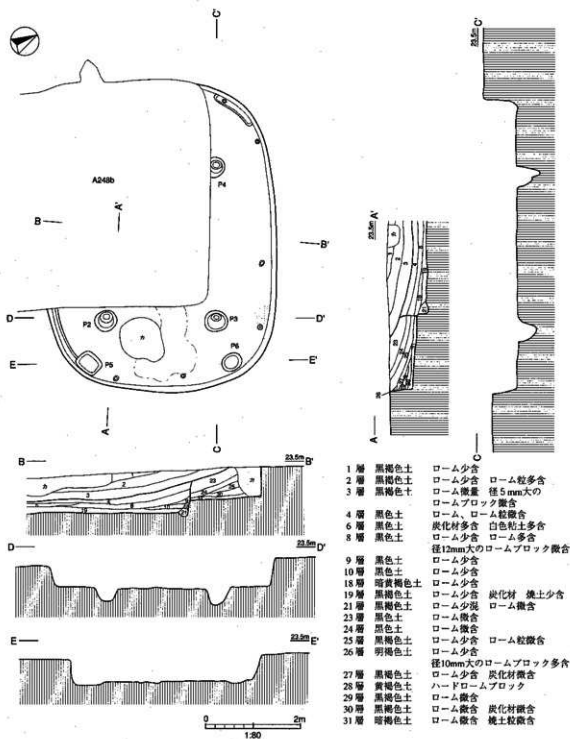 C'
A248b
A'
P4
B
B'
D
P2
P3
D'
カ
E
P5
P6
E'
A
C
C'
23.5m
A'
23.5m
カ
1
2
3
4
23
26
A
C
B
23.5m
B'
カ
2
3
23
25
カ
19
10
D
23.5m
D'
E
23.5m
E'
0
2m
1:80
1層 黒褐色土 ローム少含
2層 黒褐色土 ローム少含 ローム粒多含
3層 黒褐色土 ローム微量 径5mm大の
ロームブロック微含
4層 黒色土 ローム、ローム粒微含
6層 黒色土 炭化材多含 白色粘土多含
8層 黒色土 ローム少含 ローム多含
径12mm大のロームブロック微含
9層 黒色土 ローム少含
10層 黒色土 ローム少含
18層 暗黄褐色土 ローム少含
19層 黒褐色土 ローム少含 炭化材 焼土少含
21層 黒褐色土 ローム少混 ローム微含
23層 黒色土 ローム微含
24層 黒色土 ローム微含
25層 黒褐色土 ローム少含 ローム粒微含
26層 明褐色土 ローム少含
径10mm大のロームブロック多含
27層 黒褐色土 ローム少含 炭化材微含
28層 黄褐色土 ハードロームブロック
29層 黒褐色土 ローム微含
30層 黒褐色土 ローム微含 炭化材微含
31層 暗褐色土 ローム微含 焼土粒微含